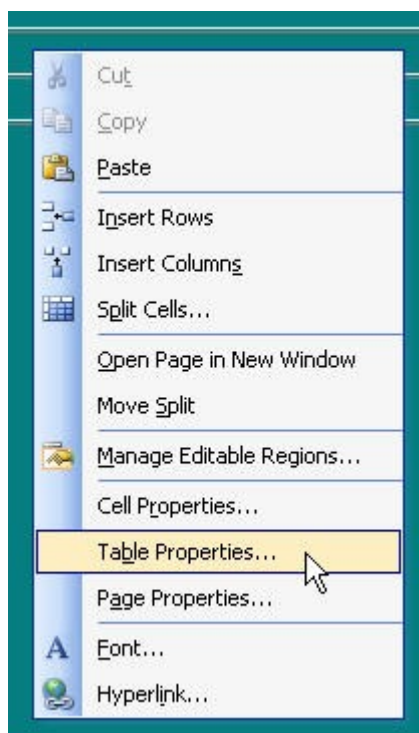 Cut
Copy
Paste
Insert Rows
Insert Columns
Split Cells...
Open Page in New Window
Move Split
Manage Editable Regions...
Cell Properties...
Table Properties...
Page Properties...
Font...
Hyperlink...